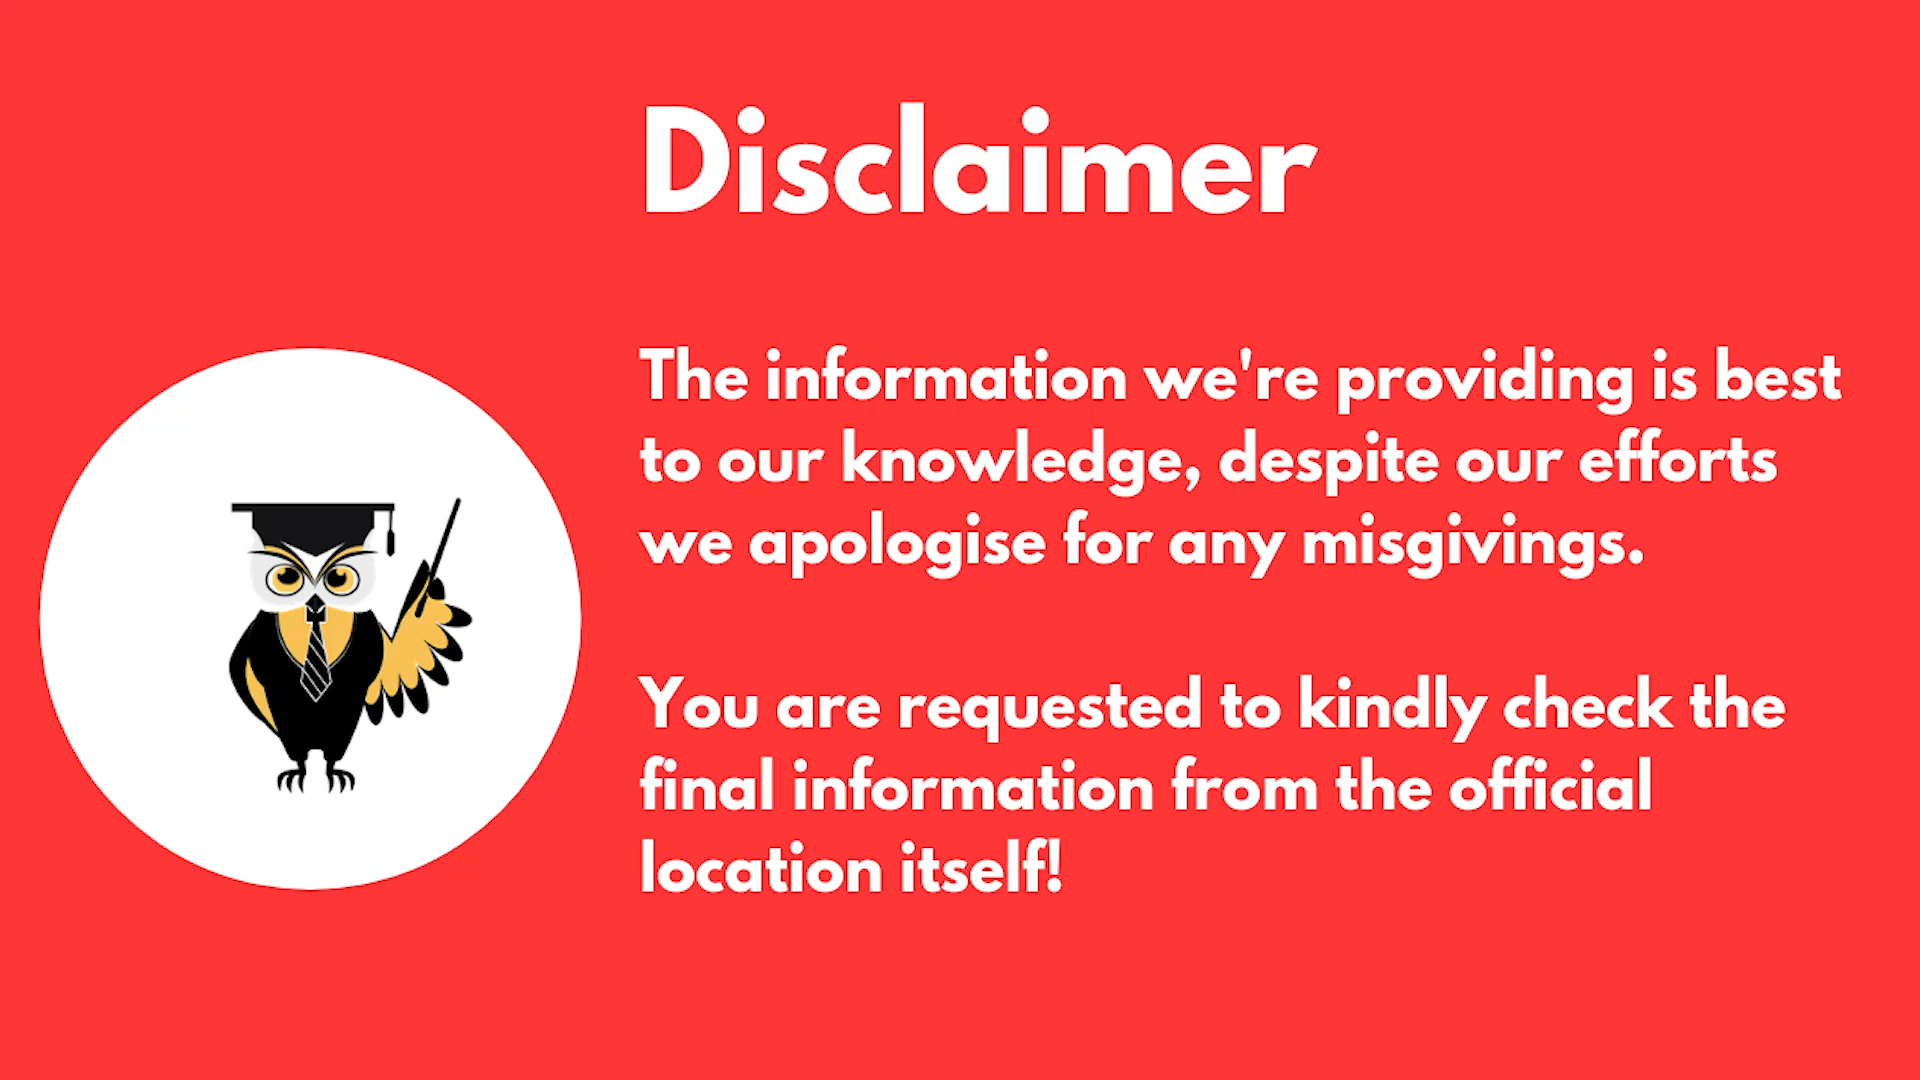 Disclaimer
The information we're providing is best
to our knowledge, despite our efforts
we apologise for any misgivings.
You are requested to kindly check the
final information from the official
location itself!